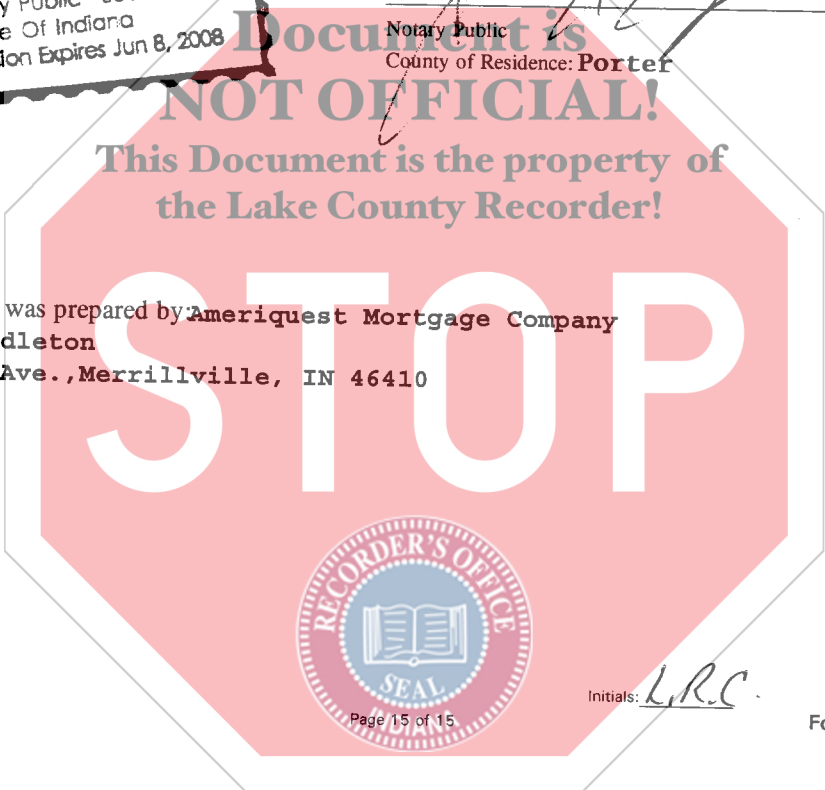 y Public
e Of Indiana
ion Expires Jun 8, 2008
Notary Public
County of Residence: Porter
Document is
NOT OFFICIAL!
This Document is the property of
the Lake County Recorder!
was prepared by:Ameriquest Mortgage Company
dleton
Ave.,Merrillville, IN 46410
STOP
RECORDER'S OFFICE
SEAL
INDIANA
Initials: L.R.C.
Page 15 of 15
Fo